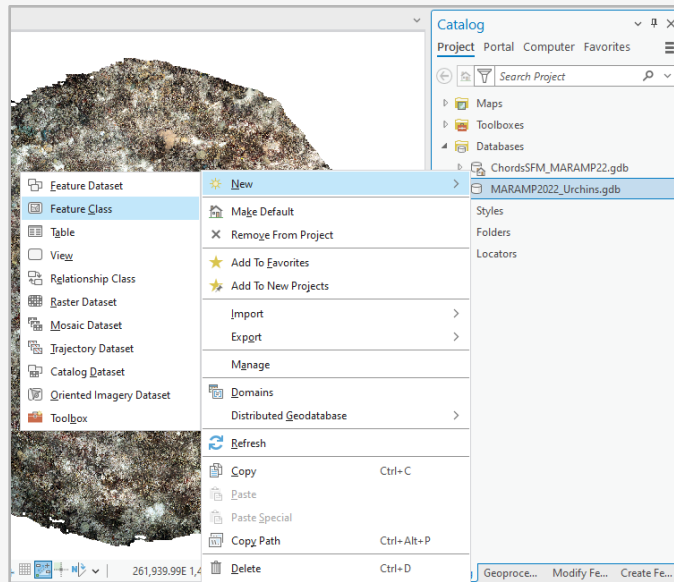 Catalog
Project Portal Computer Favorites
Search Project
Maps
Toolboxes
Databases
ChordsSFM_MARAMP22.gdb
MARAMP2022_Urchins.gdb
Styles
Folders
Locators
New
Make Default
Remove From Project
Add To Favorites
Add To New Projects
Import
Export
Manage
Domains
Distributed Geodatabase
Refresh
Copy Ctrl+C
Paste
Paste Special
Copy Path Ctrl+Alt+P
Delete Ctrl+D
Feature Dataset
Feature Class
Table
View
Relationship Class
Raster Dataset
Mosaic Dataset
Trajectory Dataset
Catalog Dataset
Oriented Imagery Dataset
Toolbox
261,939.99E 1,4
Geoproce... Modify Fe... Create Fe...